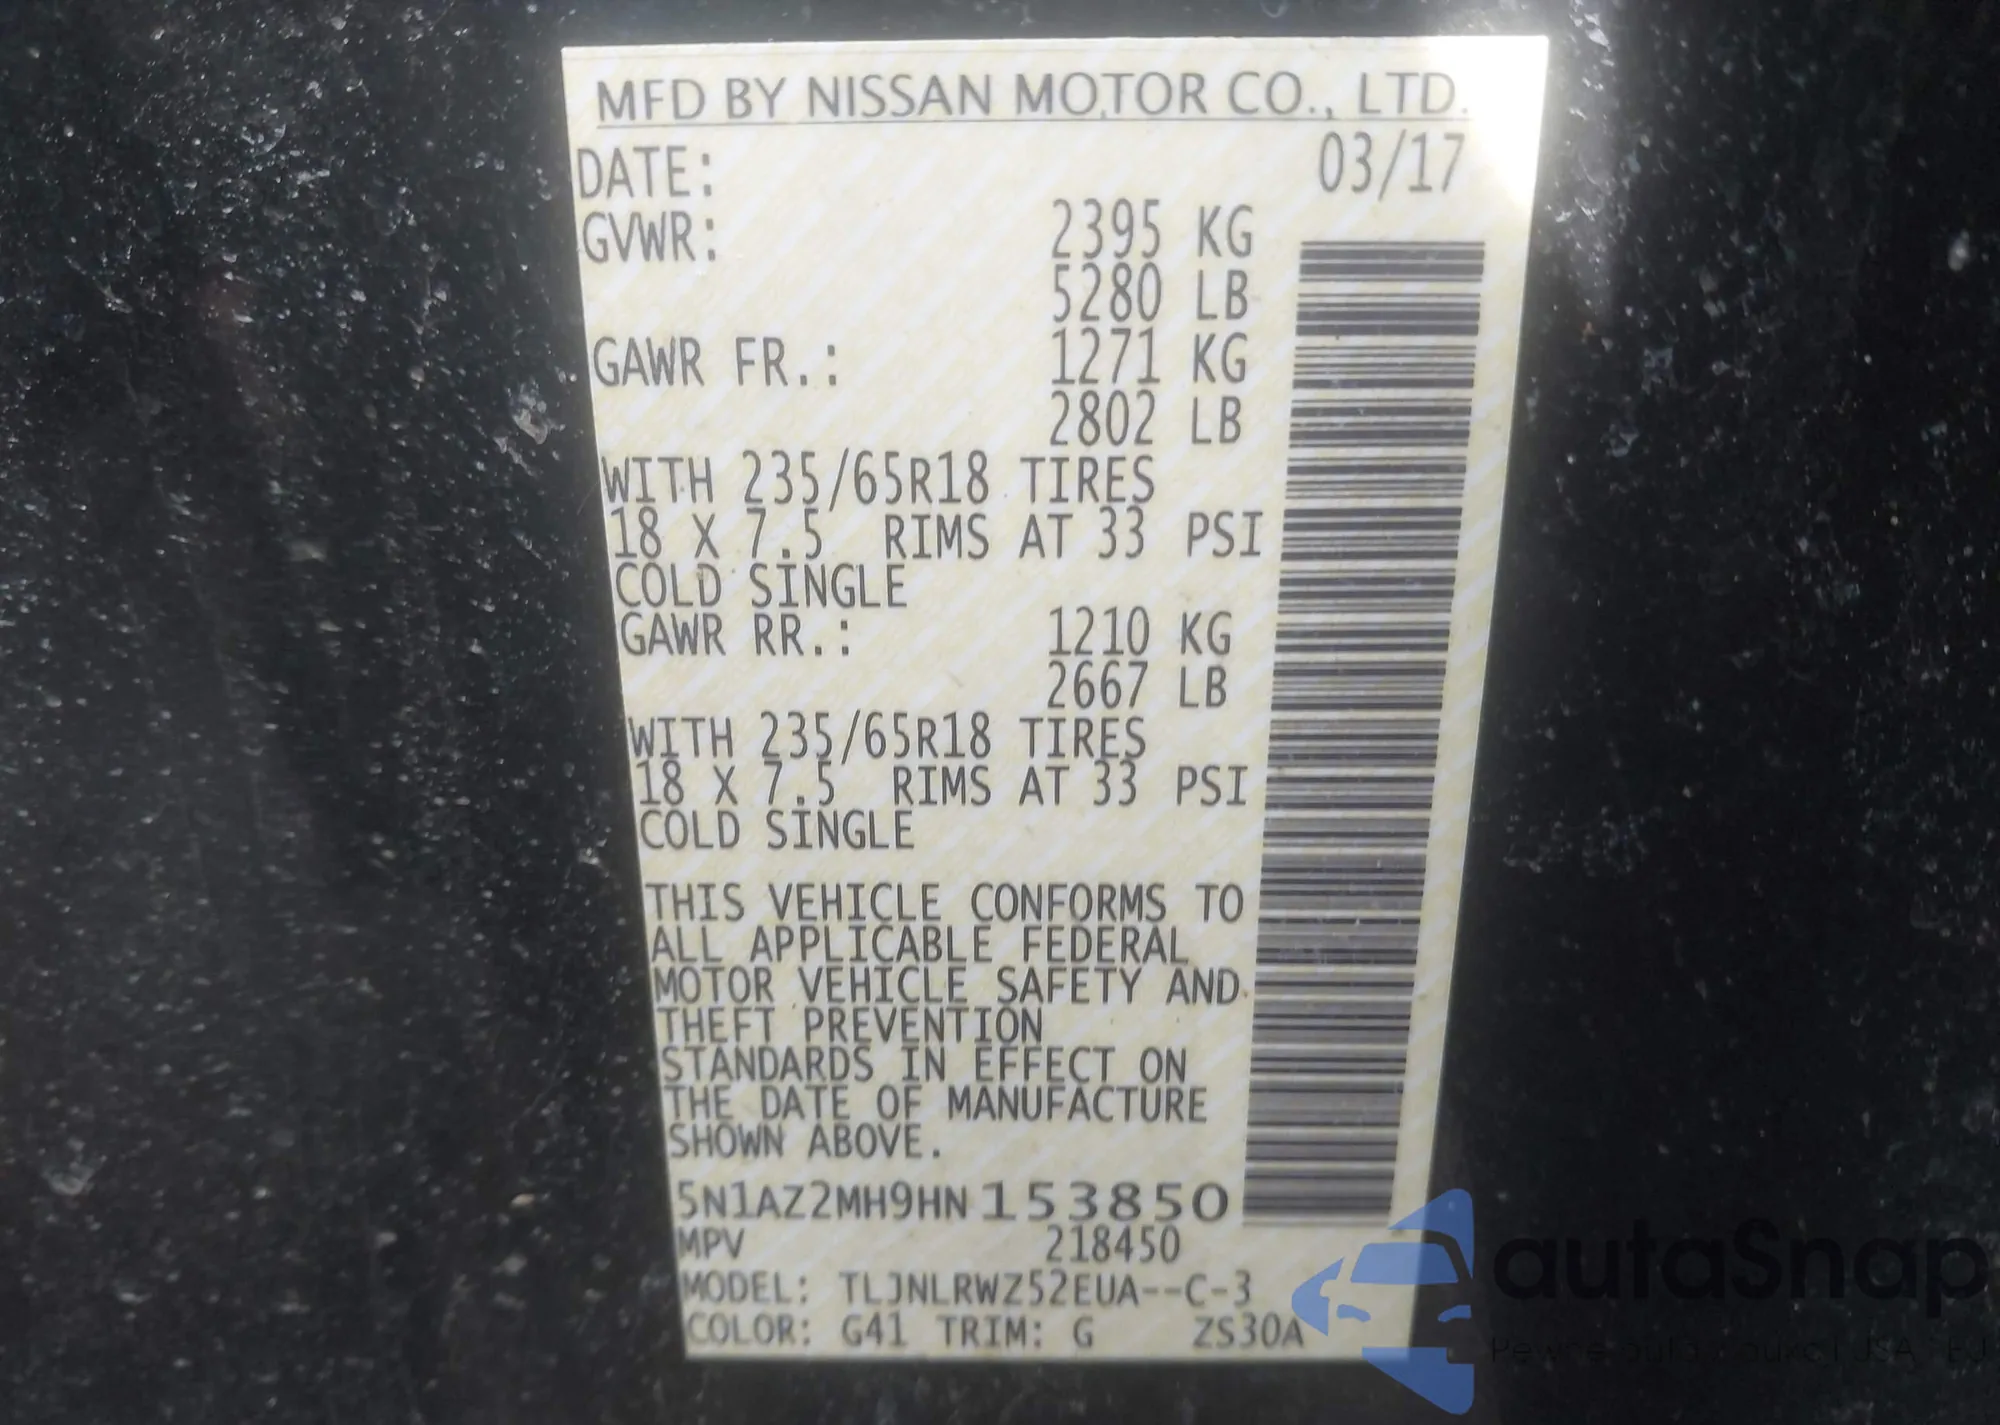 MFD BY NISSAN MOTOR CO., LTD.
DATE: 03/17
GVWR: 2395 KG
5280 LB
GAWR FR.: 1271 KG
2802 LB
WITH 235/65R18 TIRES
18 X 7.5 RIMS AT 33 PSI
COLD SINGLE
GAWR RR.: 1210 KG
2667 LB
WITH 235/65R18 TIRES
18 X 7.5 RIMS AT 33 PSI
COLD SINGLE
THIS VEHICLE CONFORMS TO
ALL APPLICABLE FEDERAL
MOTOR VEHICLE SAFETY AND
THEFT PREVENTION
STANDARDS IN EFFECT ON
THE DATE OF MANUFACTURE
SHOWN ABOVE.
5N1AZ2MH9HN153850
MPV 218450
MODEL: TLJNLRWZ52EUA--C-3
COLOR: G41 TRIM: G ZS30A
autoSnap